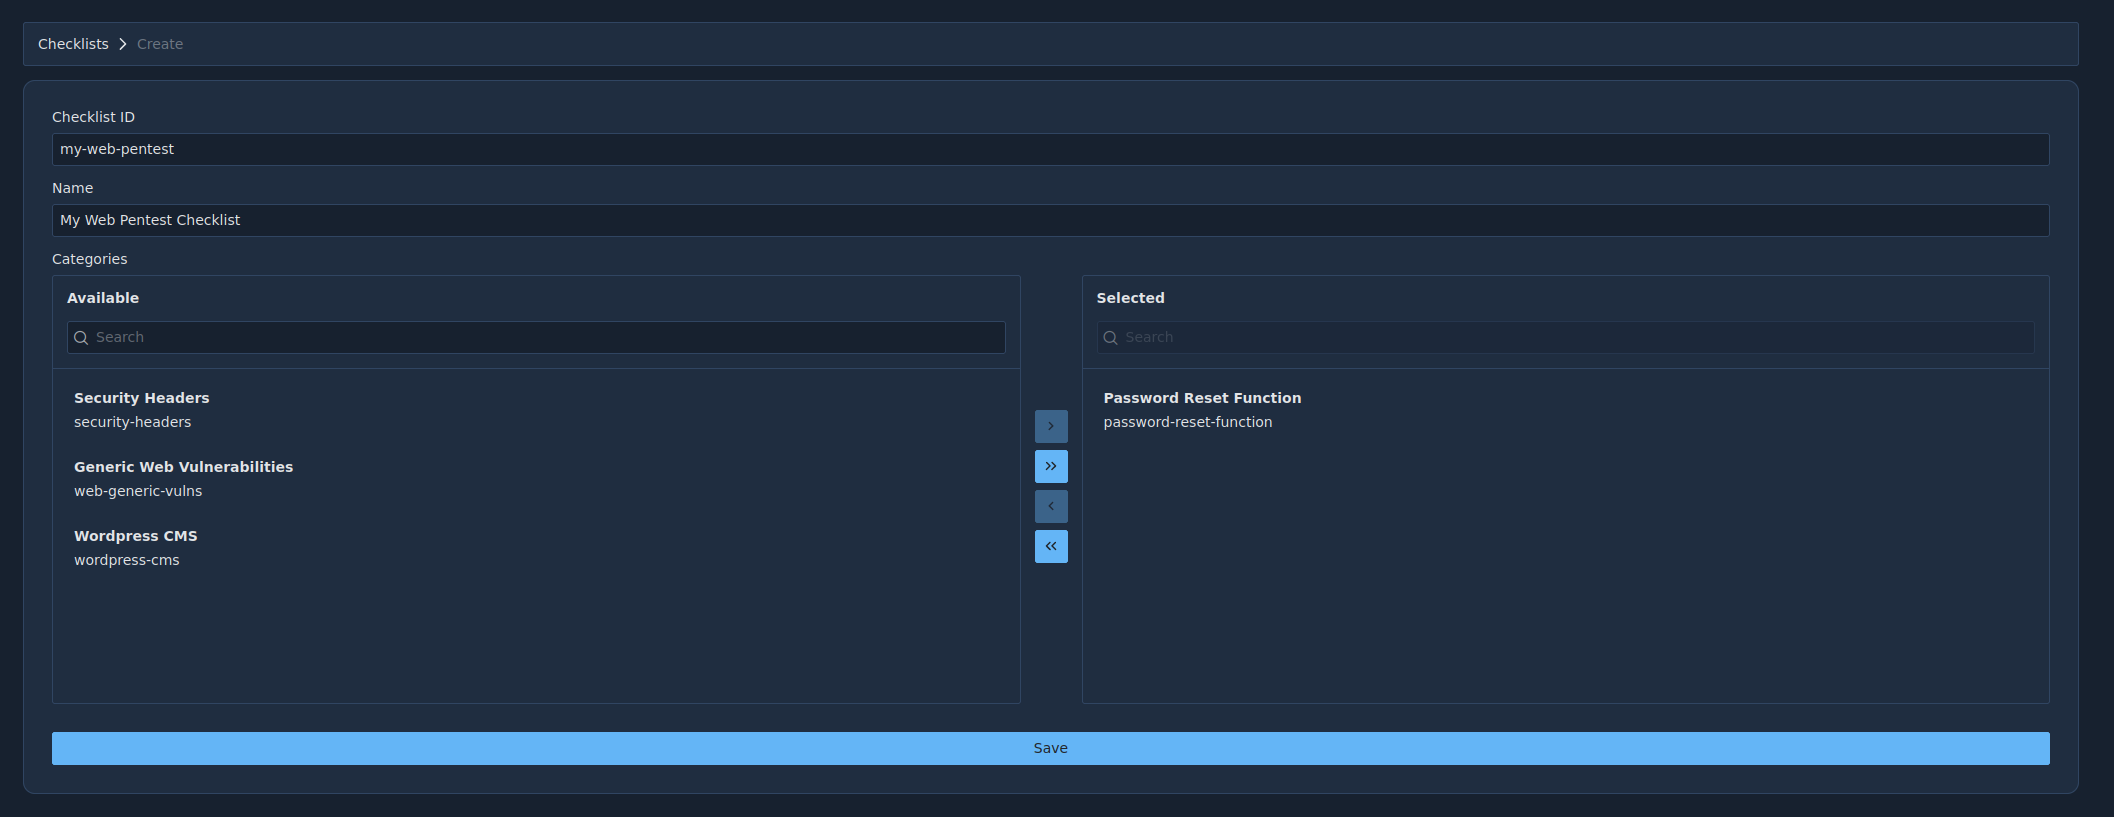 Checklists > Create
Checklist ID
my-web-pentest
Name
My Web Pentest Checklist
Categories
Available
Search
Security Headers
security-headers
Generic Web Vulnerabilities
web-generic-vulns
Wordpress CMS
wordpress-cms
Selected
Search
Password Reset Function
password-reset-function
Save